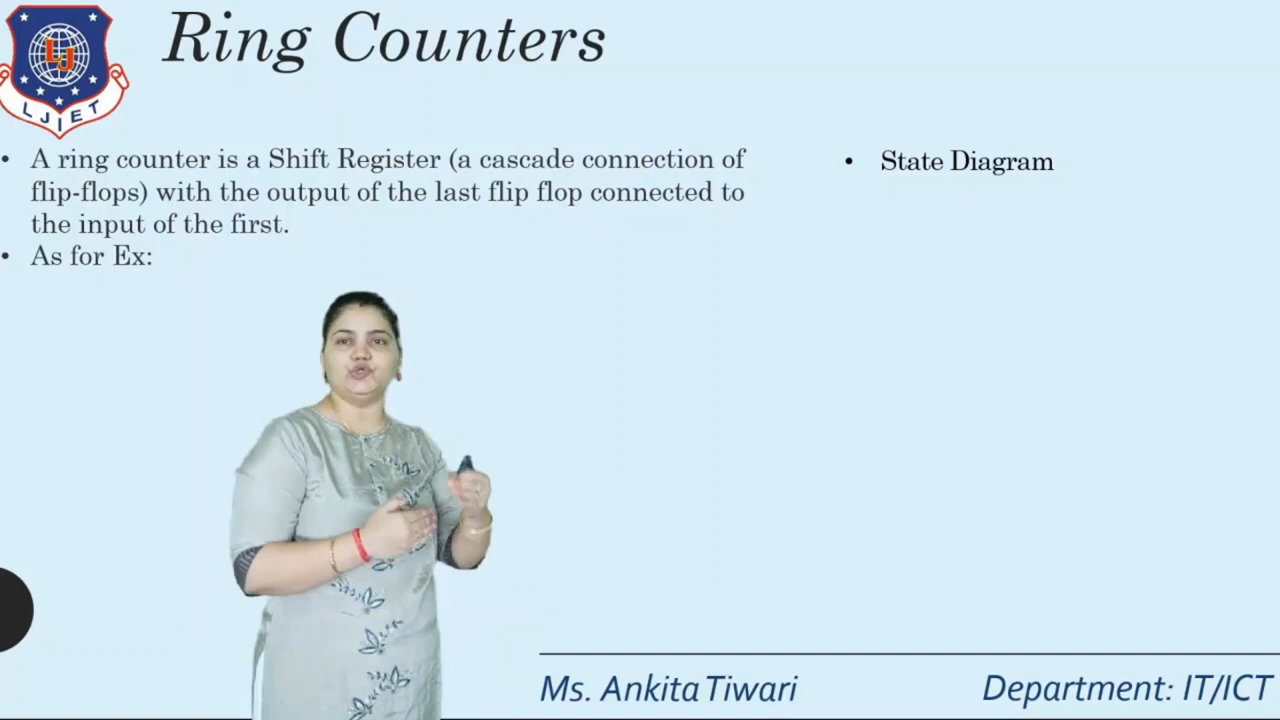 Ring Counters
LJ
LJIET
• A ring counter is a Shift Register (a cascade connection of
flip-flops) with the output of the last flip flop connected to
the input of the first.
• As for Ex:
• State Diagram
Ms. Ankita Tiwari
Department: IT/ICT